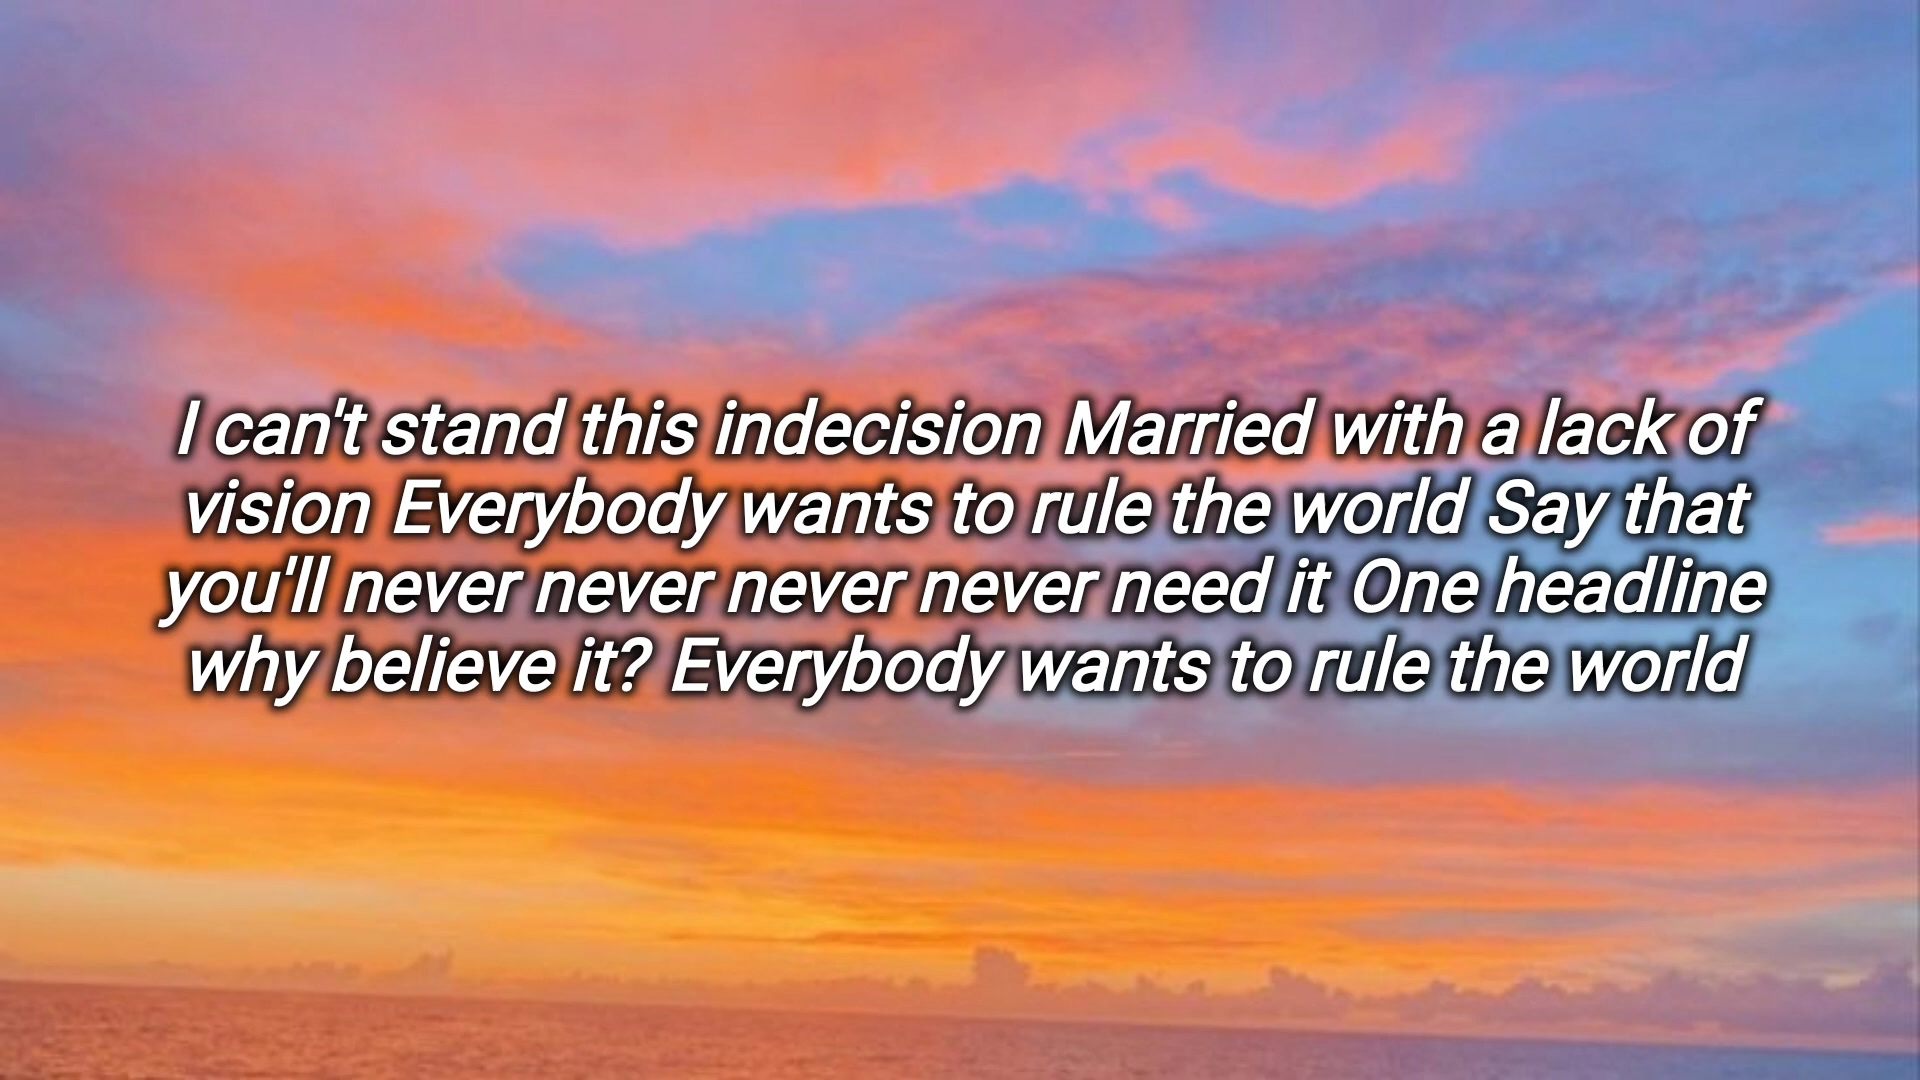 I can't stand this indecision Married with a lack of
vision Everybody wants to rule the world Say that
you'll never never never never need it One headline
why believe it? Everybody wants to rule the world